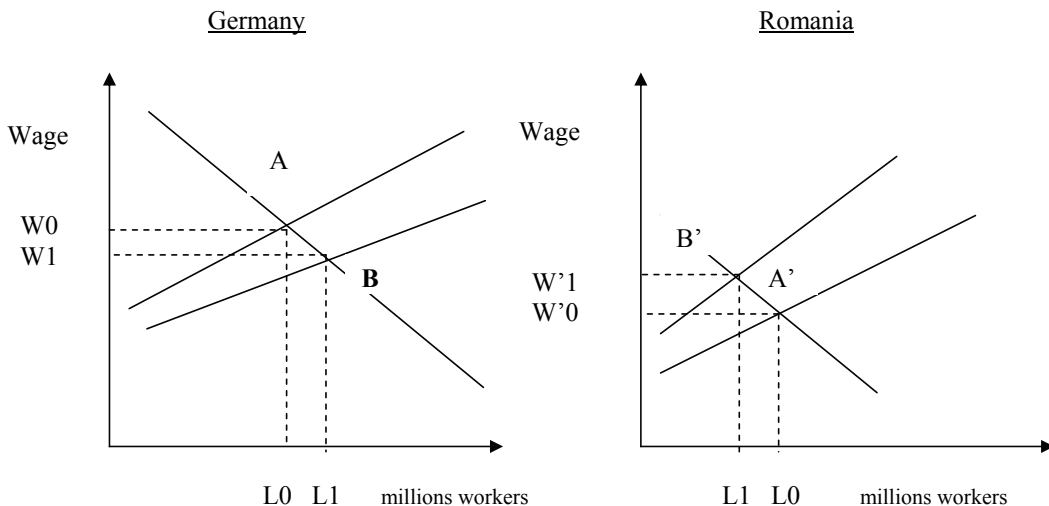 Germany
Romania
Wage
Wage
A
W0
W1
B
B’
A’
W’1
W’0
L0 L1 millions workers
L1 L0 millions workers